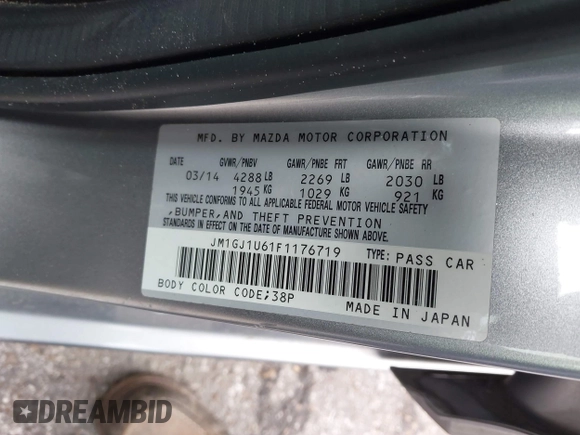 MFD. BY MAZDA MOTOR CORPORATION
DATE GVWR/PNBV GAWR/PNBE FRT GAWR/PNBE RR
03/14 4288 LB 2269 LB 2030 LB
1945 KG 1029 KG 921 KG
THIS VEHICLE CONFORMS TO ALL APPLICABLE FEDERAL MOTOR VEHICLE SAFETY
,BUMPER,AND THEFT PREVENTION
STANDARDS IN EFFECT ON THE DATE OF MANUFACTURE SHOWN ABOVE.
JM1GJ1U61F1176719 TYPE: PASS CAR
BODY COLOR CODE;38P
MADE IN JAPAN
DREAMBID